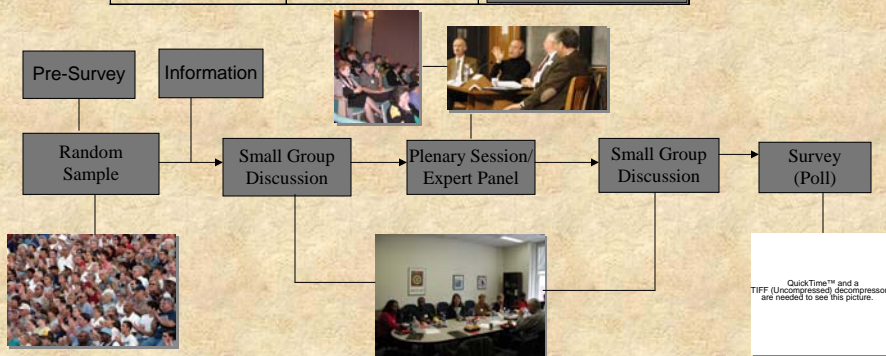 Pre-Survey
Information
Random
Sample
Small Group
Discussion
Plenary Session/
Expert Panel
Small Group
Discussion
Survey
(Poll)
QuickTime™ and a
TIFF (Uncompressed) decompressor
are needed to see this picture.